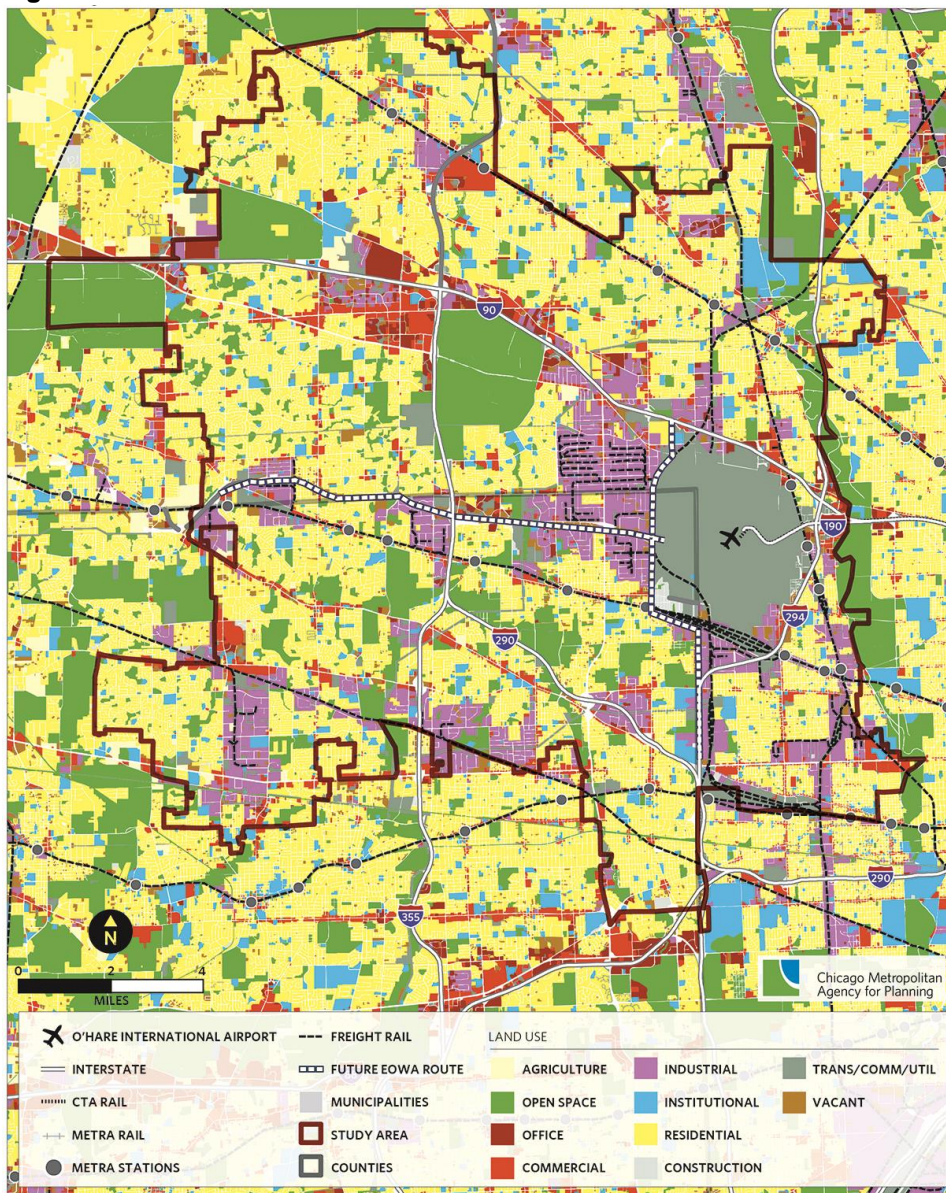 90
190
294
290
290
355
N
0 2 4
MILES
Chicago Metropolitan
Agency for Planning
O'HARE INTERNATIONAL AIRPORT
INTERSTATE
CTA RAIL
METRA RAIL
METRA STATIONS
FREIGHT RAIL
FUTURE EOWA ROUTE
MUNICIPALITIES
STUDY AREA
COUNTIES
LAND USE
AGRICULTURE
OPEN SPACE
OFFICE
COMMERCIAL
INDUSTRIAL
INSTITUTIONAL
RESIDENTIAL
CONSTRUCTION
TRANS/COMM/UTIL
VACANT